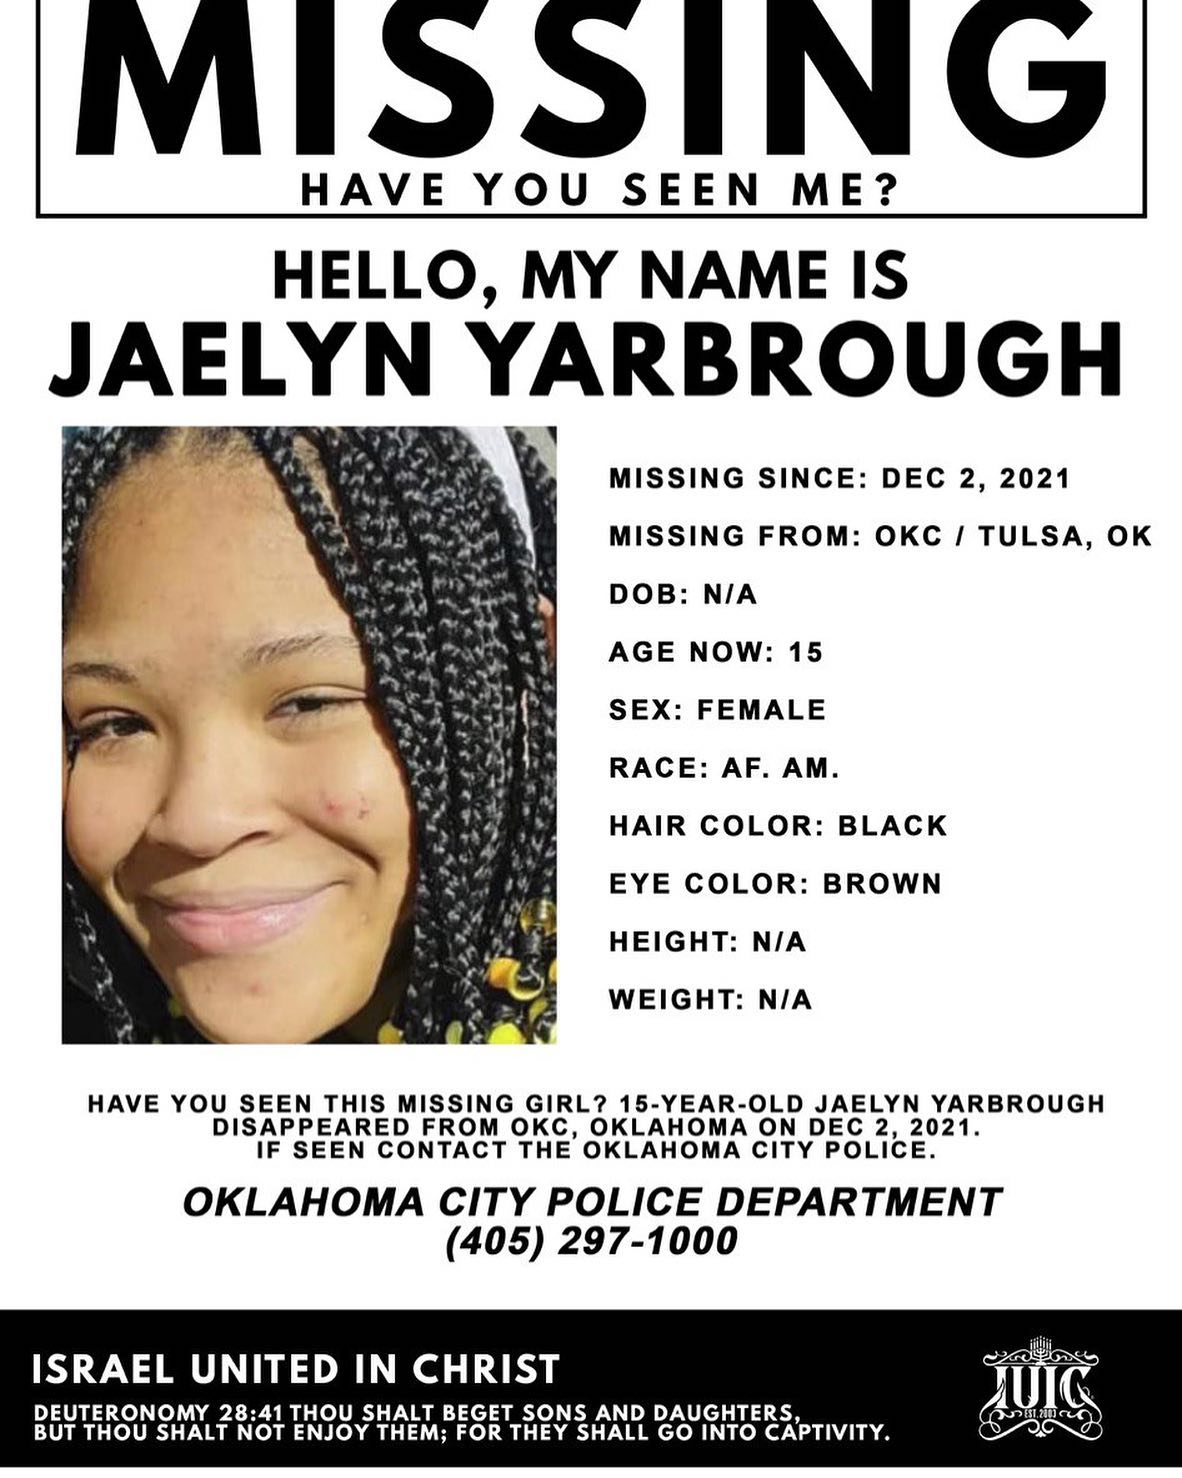 MISSING
HAVE YOU SEEN ME?
HELLO, MY NAME IS
JAELYN YARBROUGH
MISSING SINCE: DEC 2, 2021
MISSING FROM: OKC / TULSA, OK
DOB: N/A
AGE NOW: 15
SEX: FEMALE
RACE: AF. AM.
HAIR COLOR: BLACK
EYE COLOR: BROWN
HEIGHT: N/A
WEIGHT: N/A
HAVE YOU SEEN THIS MISSING GIRL? 15-YEAR-OLD JAELYN YARBROUGH
DISAPPEARED FROM OKC, OKLAHOMA ON DEC 2, 2021.
IF SEEN CONTACT THE OKLAHOMA CITY POLICE.
OKLAHOMA CITY POLICE DEPARTMENT
(405) 297-1000
ISRAEL UNITED IN CHRIST
DEUTERONOMY 28:41 THOU SHALT BEGET SONS AND DAUGHTERS,
BUT THOU SHALT NOT ENJOY THEM; FOR THEY SHALL GO INTO CAPTIVITY.
IUIC
EST. 2003